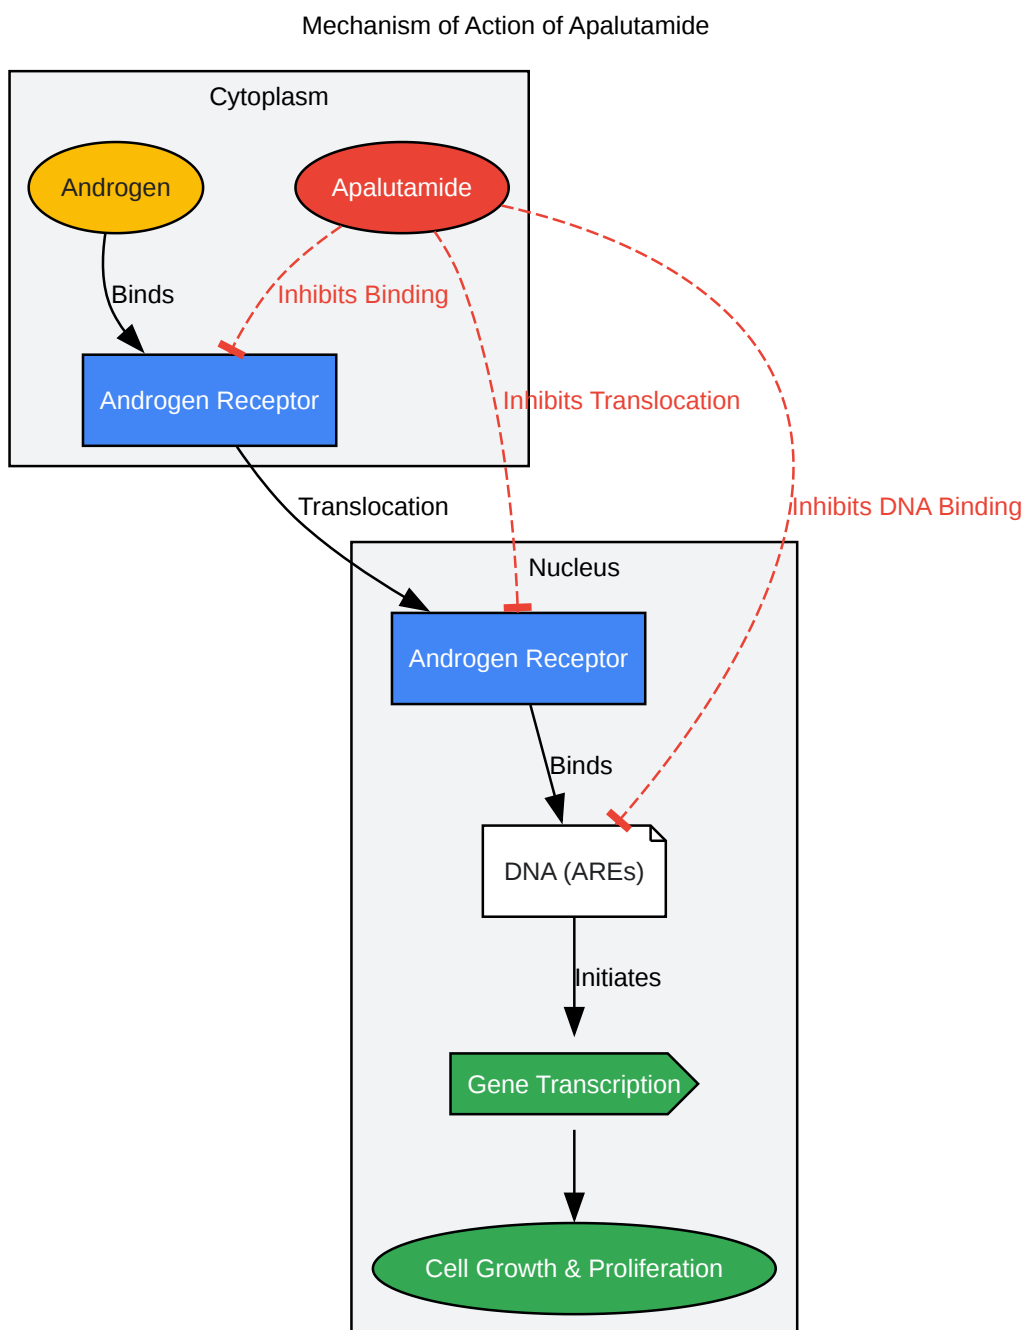 Mechanism of Action of Apalutamide
Cytoplasm
Androgen
Apalutamide
Binds
Inhibits Binding
Androgen Receptor
Inhibits Translocation
Translocation
Inhibits DNA Binding
Nucleus
Androgen Receptor
Binds
DNA (AREs)
Initiates
Gene Transcription
Cell Growth & Proliferation